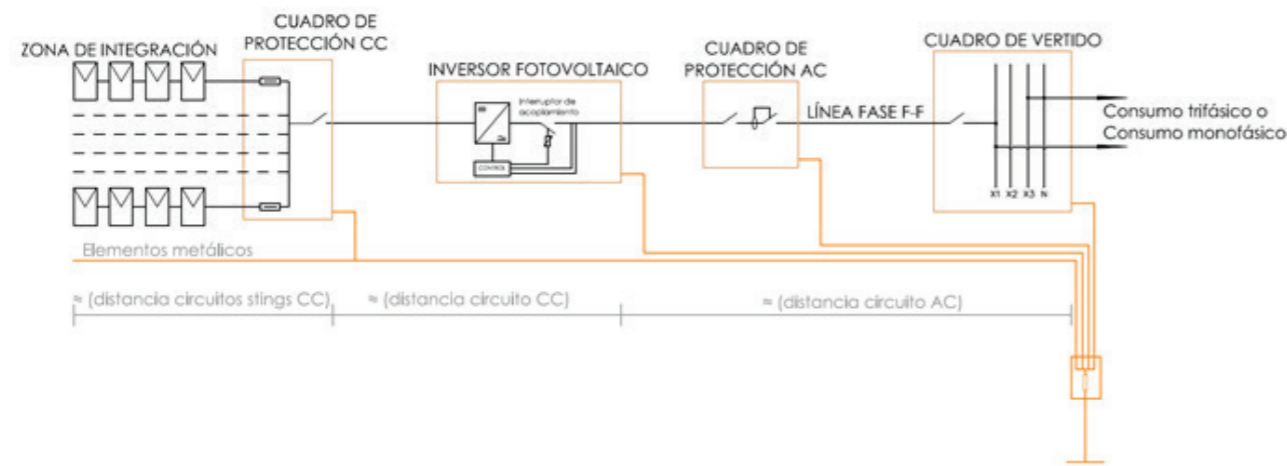 ZONA DE INTEGRACIÓN
CUADRO DE
PROTECCIÓN CC
INVERSOR FOTOVOLTAICO
Interruptor de
acoplamiento
CONTROL
CUADRO DE
PROTECCIÓN AC
LÍNEA FASE F-F
CUADRO DE VERTIDO
X1 X2 X3 N
Consumo trifásico o
Consumo monofásico
Elementos metálicos
≈ (distancia circuitos stings CC)
≈ (distancia circuito CC)
≈ (distancia circuito AC)